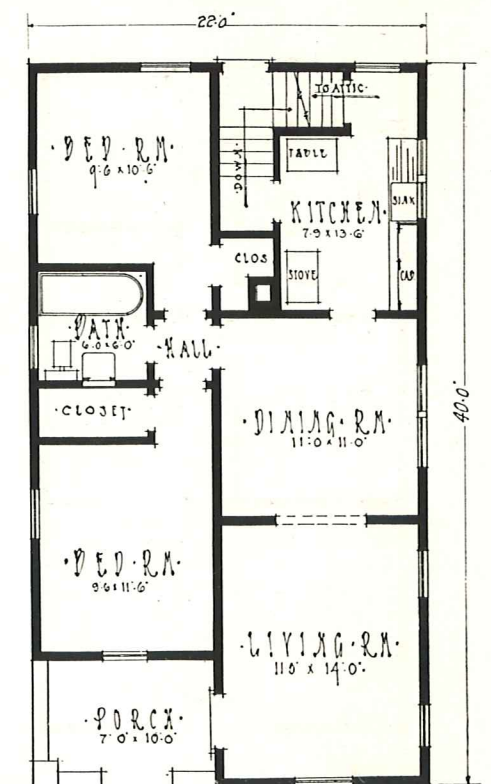 22'-0"
TO ATTIC
·BED·RM·
9'-6 x 10'-6"
DOWN
TABLE
KITCHEN·
7-9 x 13-6"
SINK
CLOS
STOVE
CUP.
·BATH·
6'-0 x 6'-0"
·HALL·
·CLOSET·
·DINING·RM·
11'-0 x 11'-0"
40'-0"
·BED·RM·
9'-6 x 11'-6"
·LIVING·RM·
11'5" x 14'-0"·
·PORCH·
7'-0" x 10'-0"